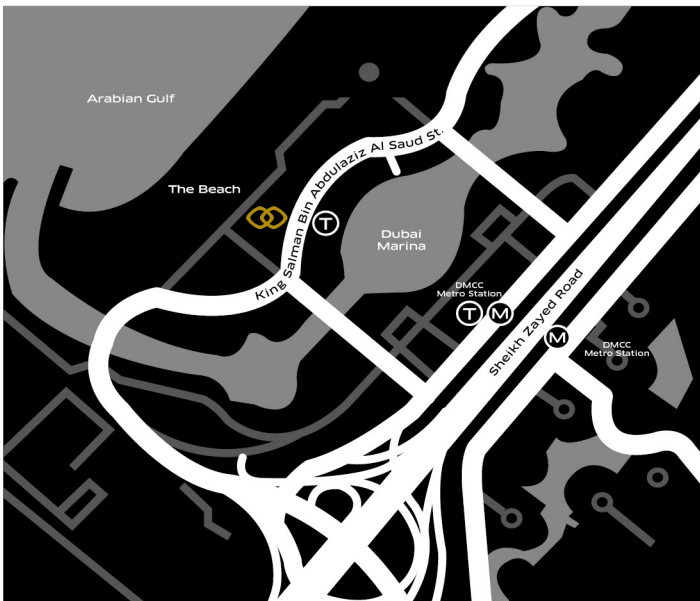 Arabian Gulf
King Salman Bin Abdulaziz Al Saud St.
The Beach
T
Dubai
Marina
DMCC
Metro Station
T M
Sheikh Zayed Road
M
DMCC
Metro Station